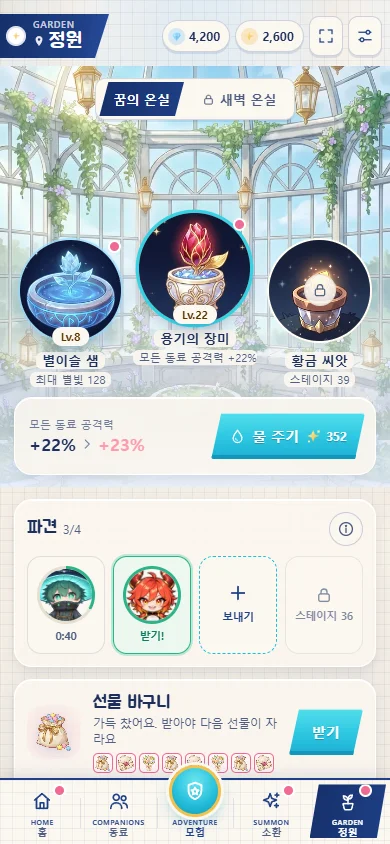 GARDEN
정원
4,200
2,600
꿈의 온실
새벽 온실
Lv.8
별이슬 샘
최대 별빛 128
Lv.22
용기의 장미
모든 동료 공격력 +22%
황금 씨앗
스테이지 39
모든 동료 공격력
+22% > +23%
물 주기 352
파견 3/4
0:40
받기!
보내기
스테이지 36
선물 바구니
가득 찼어요. 받아야 다음 선물이 자
라요
받기
HOME
홈
COMPANIONS
동료
ADVENTURE
모험
SUMMON
소환
GARDEN
정원